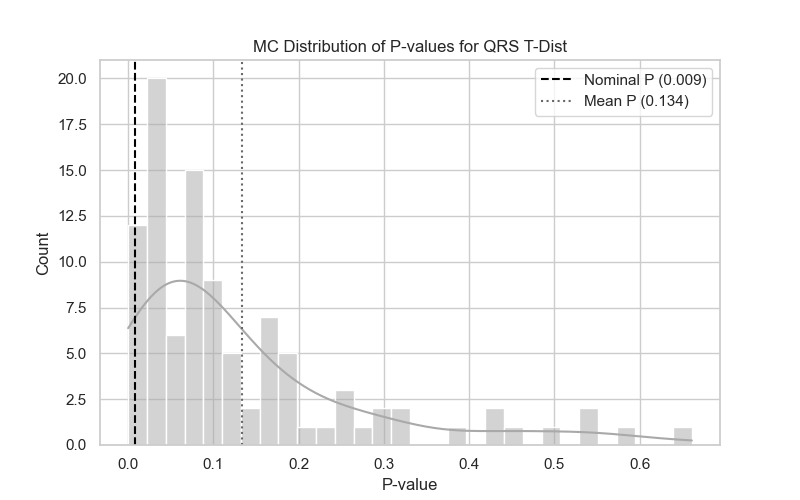 MC Distribution of P-values for QRS T-Dist
Nominal P (0.009)
Mean P (0.134)
Count
20.0
17.5
15.0
12.5
10.0
7.5
5.0
2.5
0.0
0.0 0.1 0.2 0.3 0.4 0.5 0.6
P-value